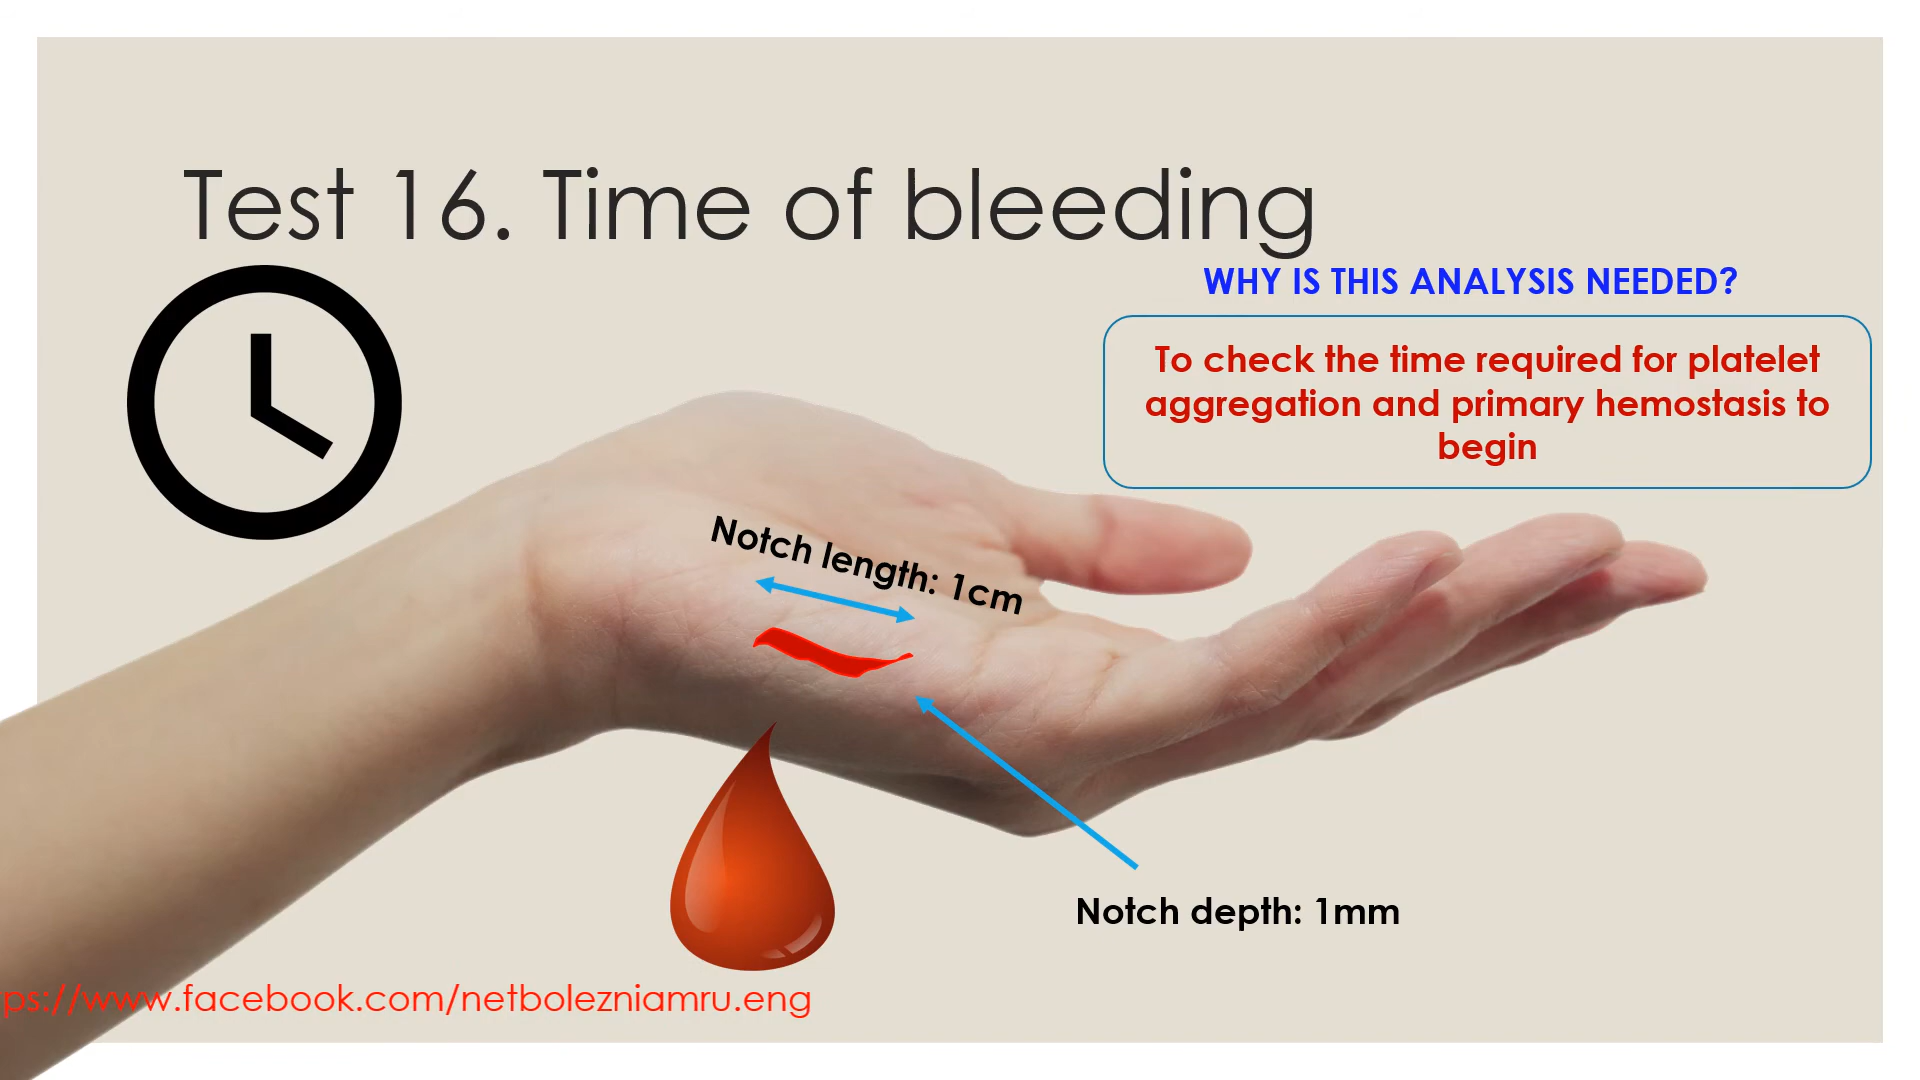 Test 16. Time of bleeding
WHY IS THIS ANALYSIS NEEDED?
To check the time required for platelet
aggregation and primary hemostasis to
begin
Notch length: 1cm
Notch depth: 1mm
ps://www.facebook.com/netbolezniamru.eng